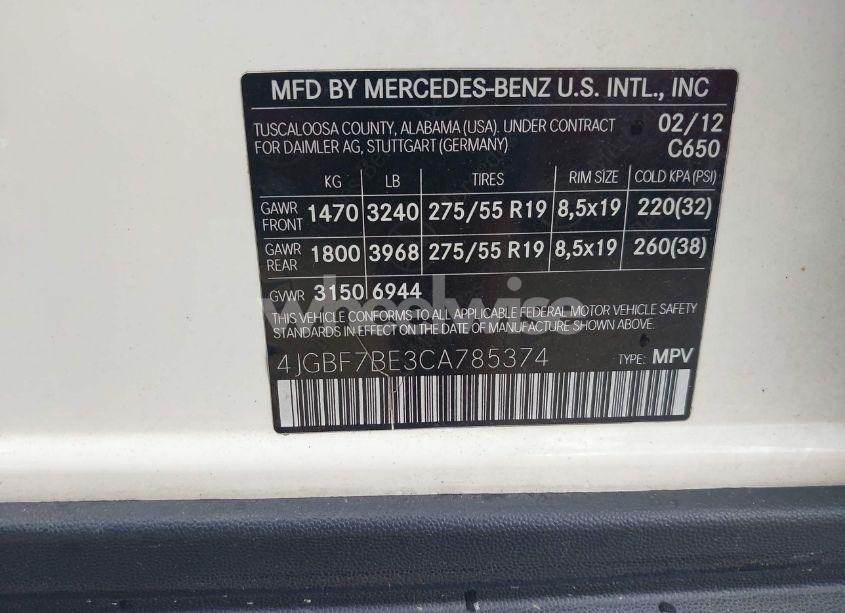 MFD BY MERCEDES-BENZ U.S. INTL., INC
TUSCALOOSA COUNTY, ALABAMA (USA). UNDER CONTRACT 02/12
FOR DAIMLER AG, STUTTGART (GERMANY) C650
KG LB TIRES RIM SIZE COLD KPA (PSI)
GAWR FRONT 1470 3240 275/55 R19 8,5x19 220(32)
GAWR REAR 1800 3968 275/55 R19 8,5x19 260(38)
GVWR 3150 6944
wheelwise
THIS VEHICLE CONFORMS TO ALL APPLICABLE FEDERAL MOTOR VEHICLE SAFETY
STANDARDS IN EFFECT ON THE DATE OF MANUFACTURE SHOWN ABOVE.
4JGBF7BE3CA785374 TYPE: MPV